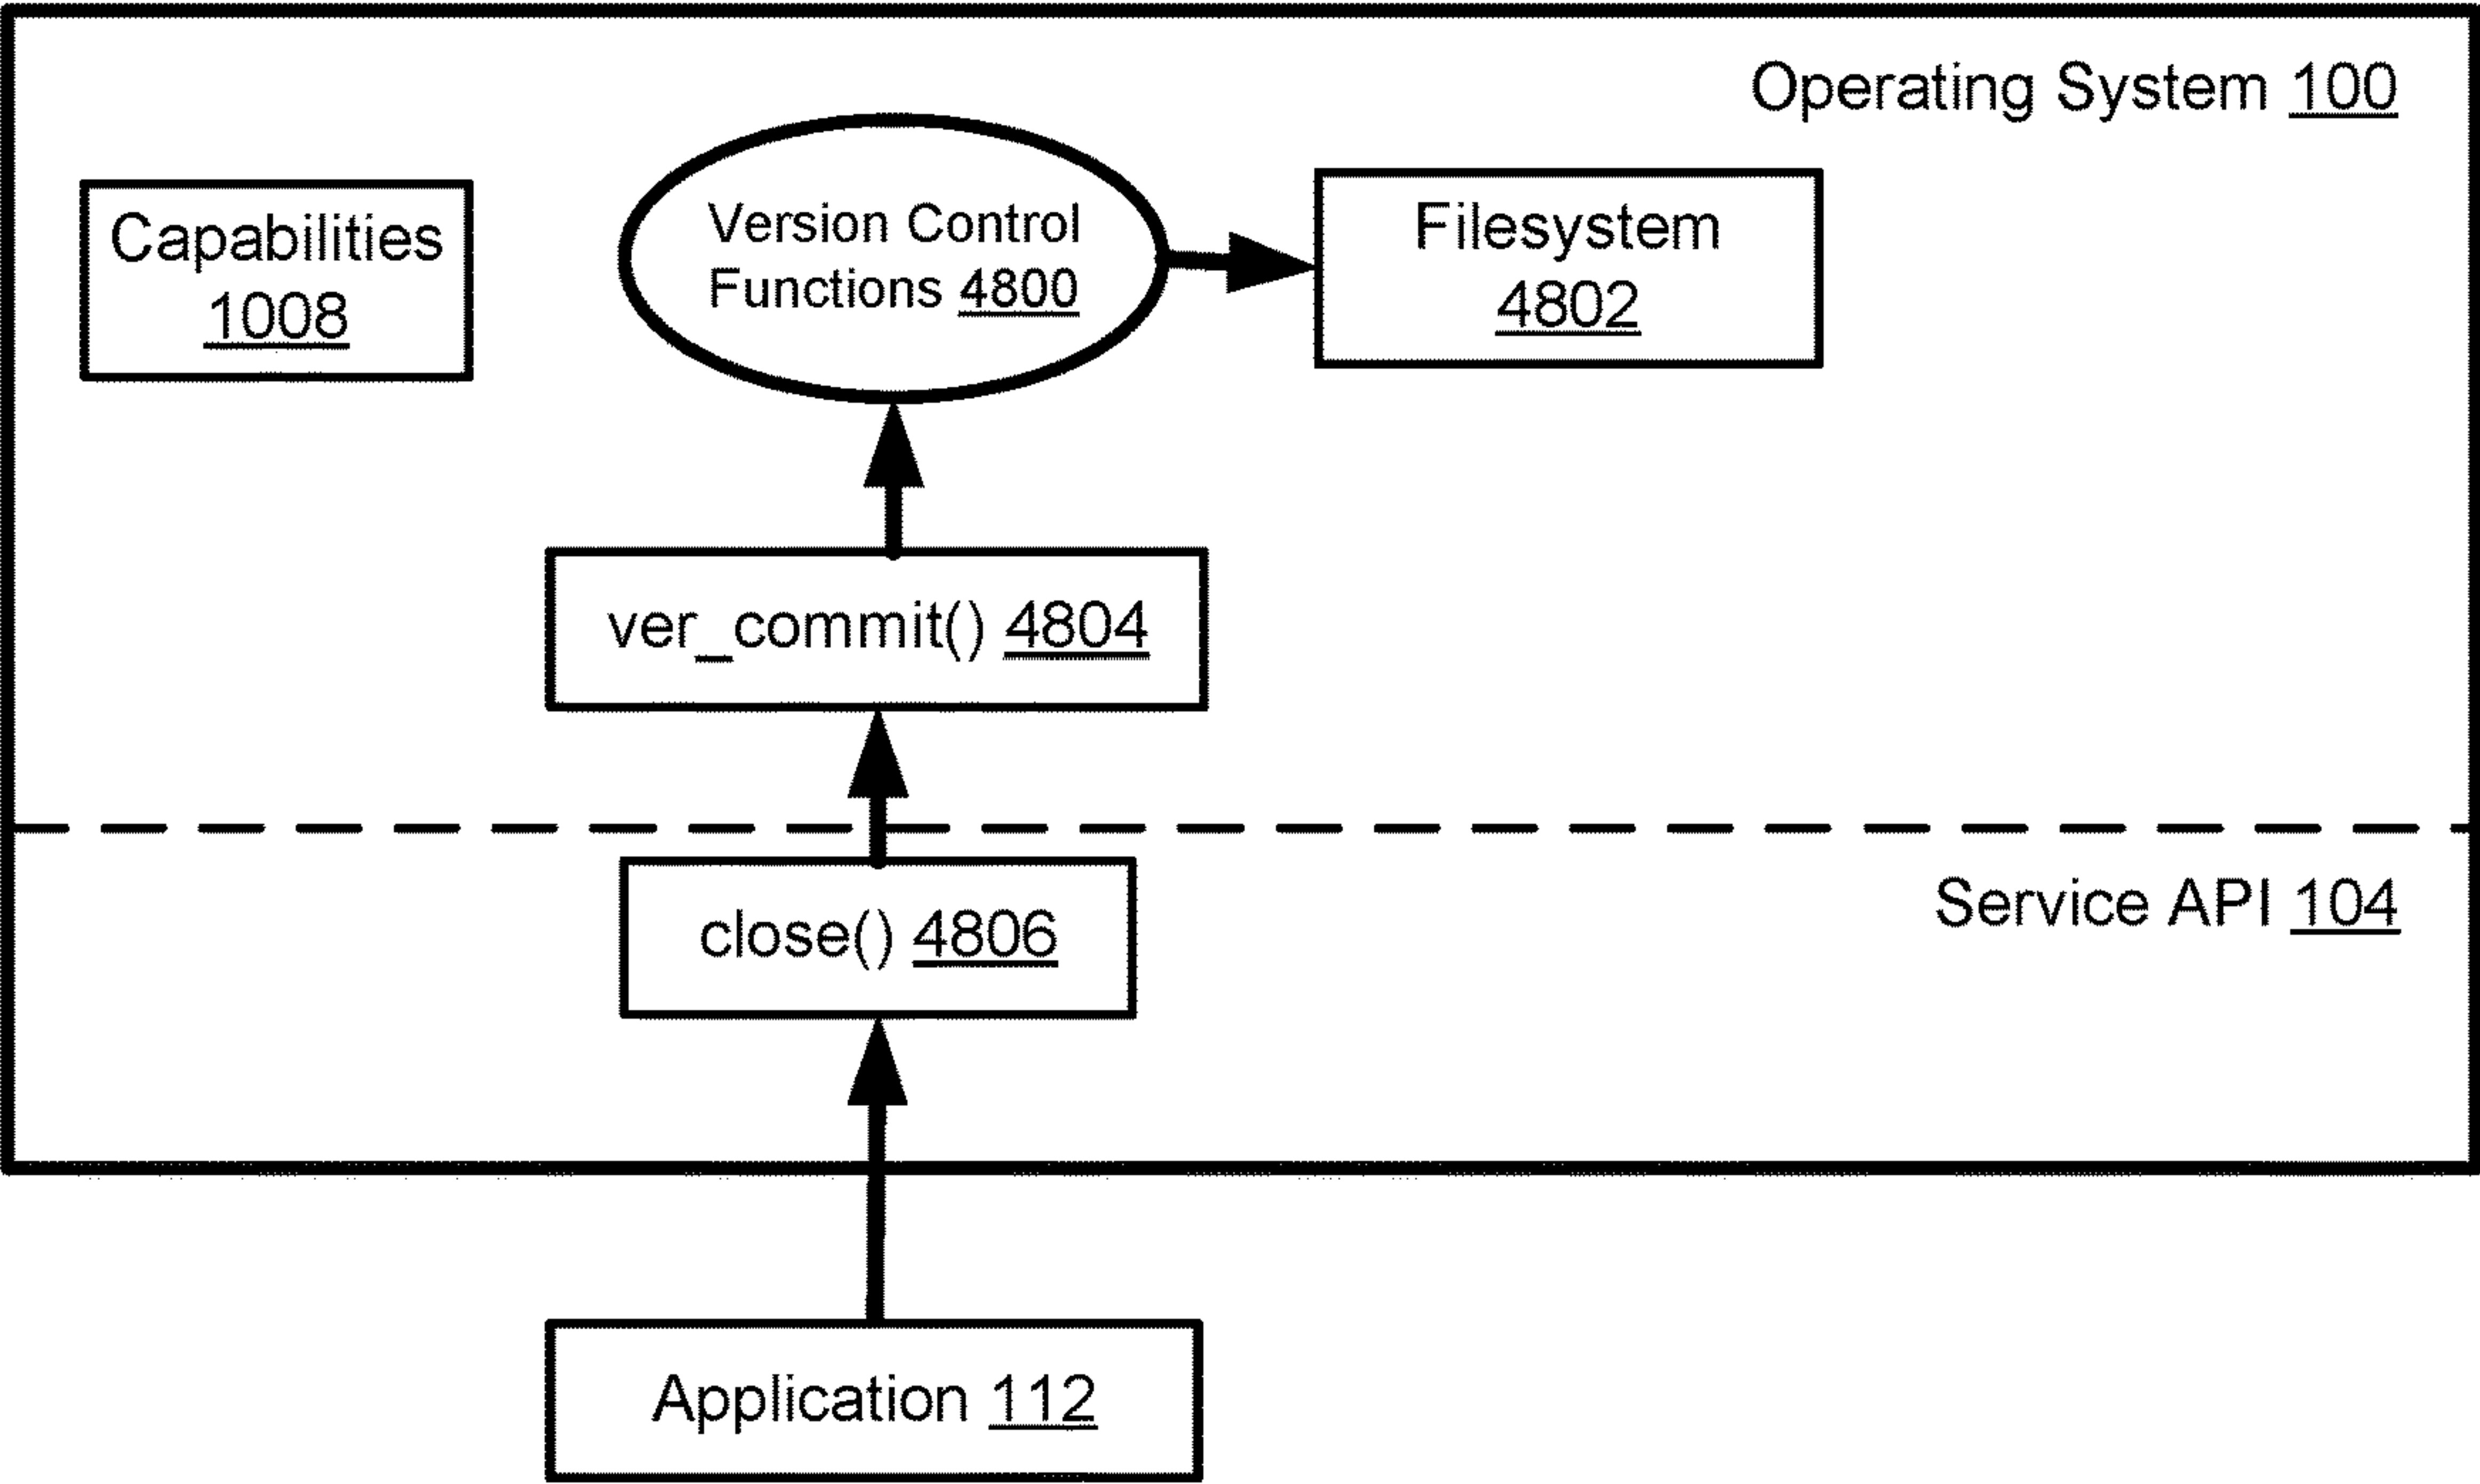 Operating System 100
Capabilities
1008
Version Control
Functions 4800
Filesystem
4802
ver_commit() 4804
close() 4806
Service API 104
Application 112